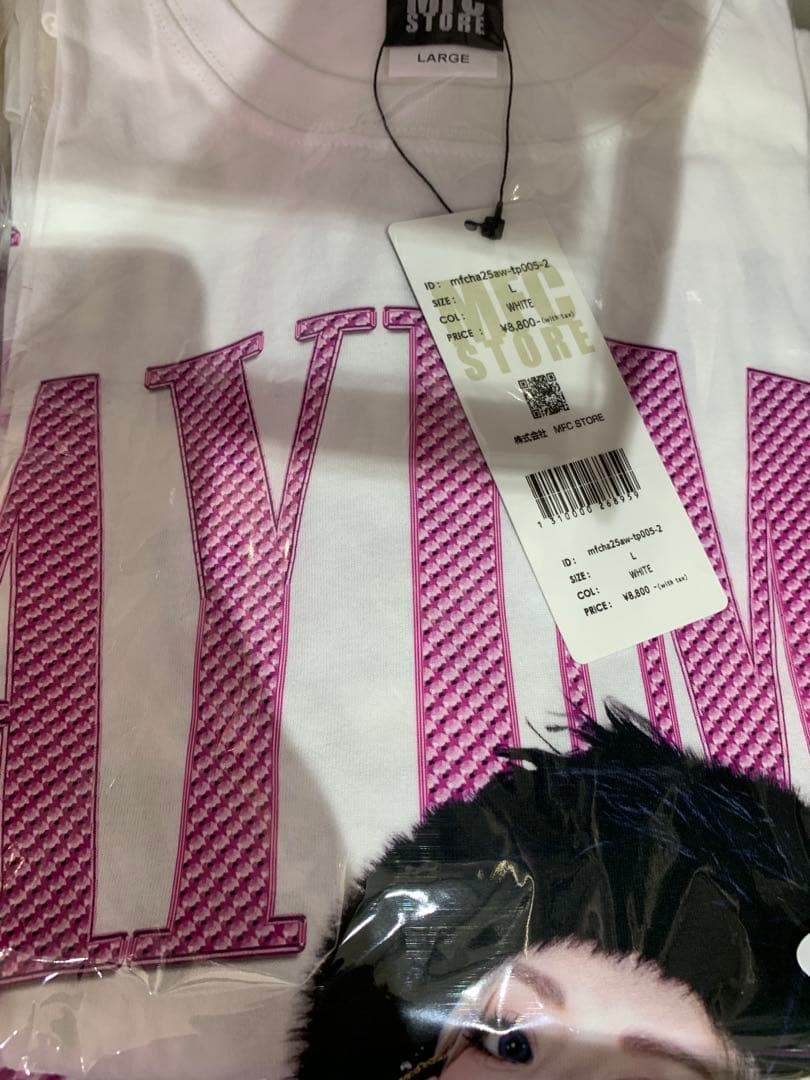 MFC
STORE
LARGE
ID: mfcha25aw-tp005-2
SIZE: L
COL: WHITE
PRICE : ¥8,800-(with tax)
MFC
STORE
株式会社 MFC STORE
1 310000 268959
ID: mfcha25aw-tp005-2
SIZE: L
COL: WHITE
PRICE: ¥8,800 -(with tax)